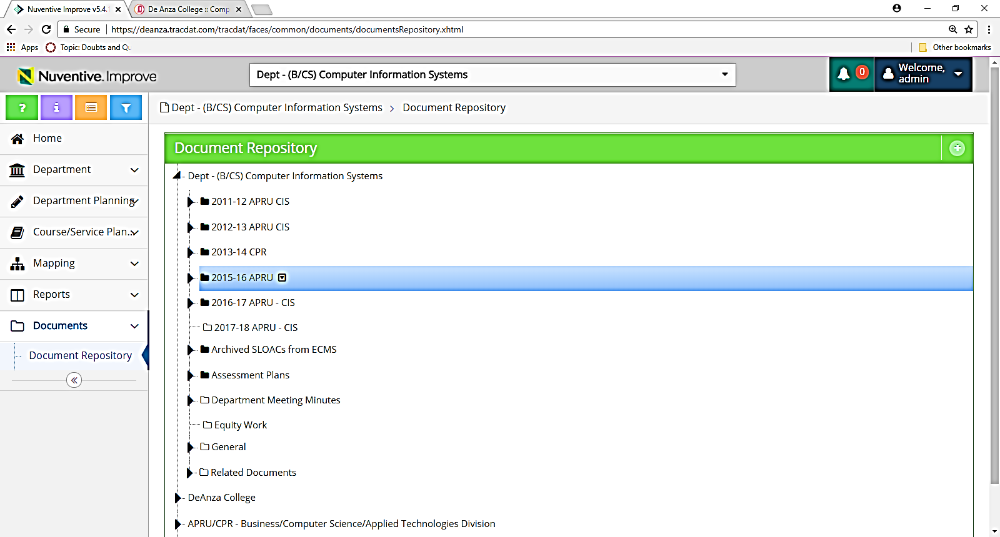 Nuventive Improve v5.4.1
De Anza College :: Comp
Secure https://deanza.tracdat.com/tracdat/faces/common/documents/documentsRepository.xhtml
Apps Topic: Doubts and Qu
Other bookmarks
Nuventive.Improve
Dept - (B/CS) Computer Information Systems
0
Welcome, admin
Dept - (B/CS) Computer Information Systems > Document Repository
Home
Department
Department Planning
Course/Service Plan...
Mapping
Reports
Documents
Document Repository
Document Repository
Dept - (B/CS) Computer Information Systems
2011-12 APRU CIS
2012-13 APRU CIS
2013-14 CPR
2015-16 APRU
2016-17 APRU - CIS
2017-18 APRU - CIS
Archived SLOACs from ECMS
Assessment Plans
Department Meeting Minutes
Equity Work
General
Related Documents
DeAnza College
APRU/CPR - Business/Computer Science/Applied Technologies Division